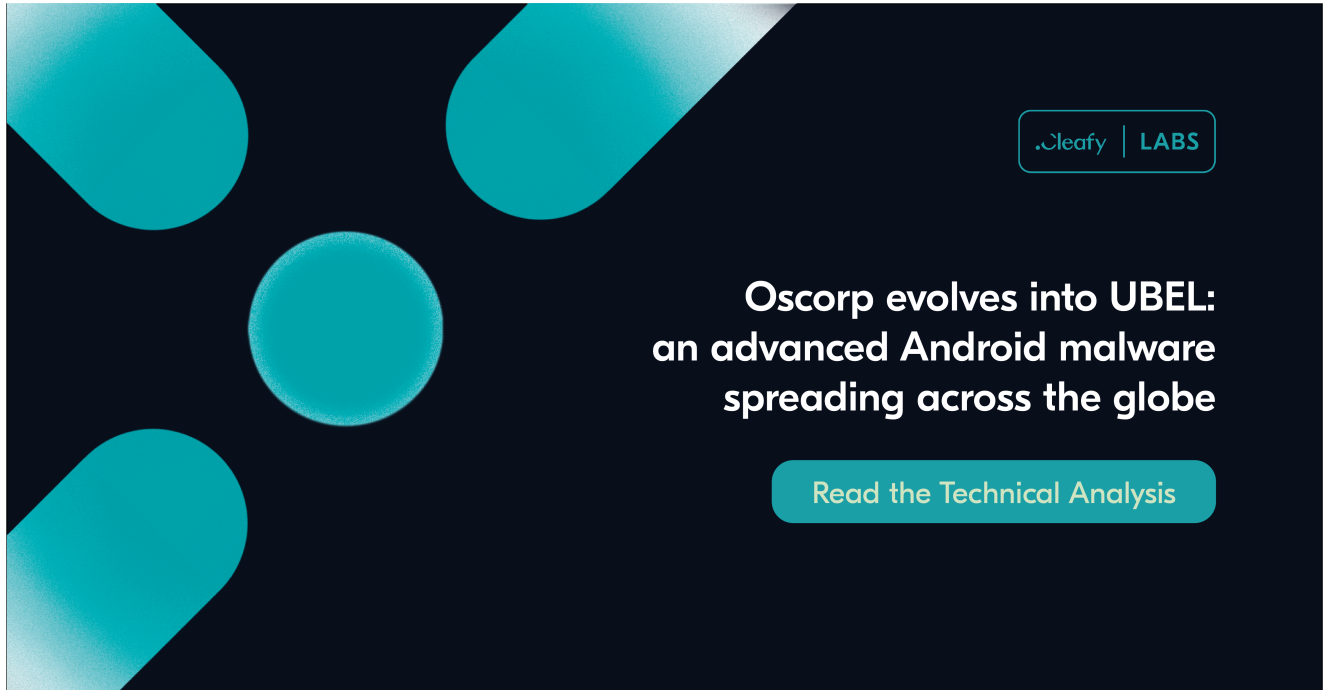 .Cleafy | LABS
Oscorp evolves into UBEL:
an advanced Android malware
spreading across the globe
Read the Technical Analysis